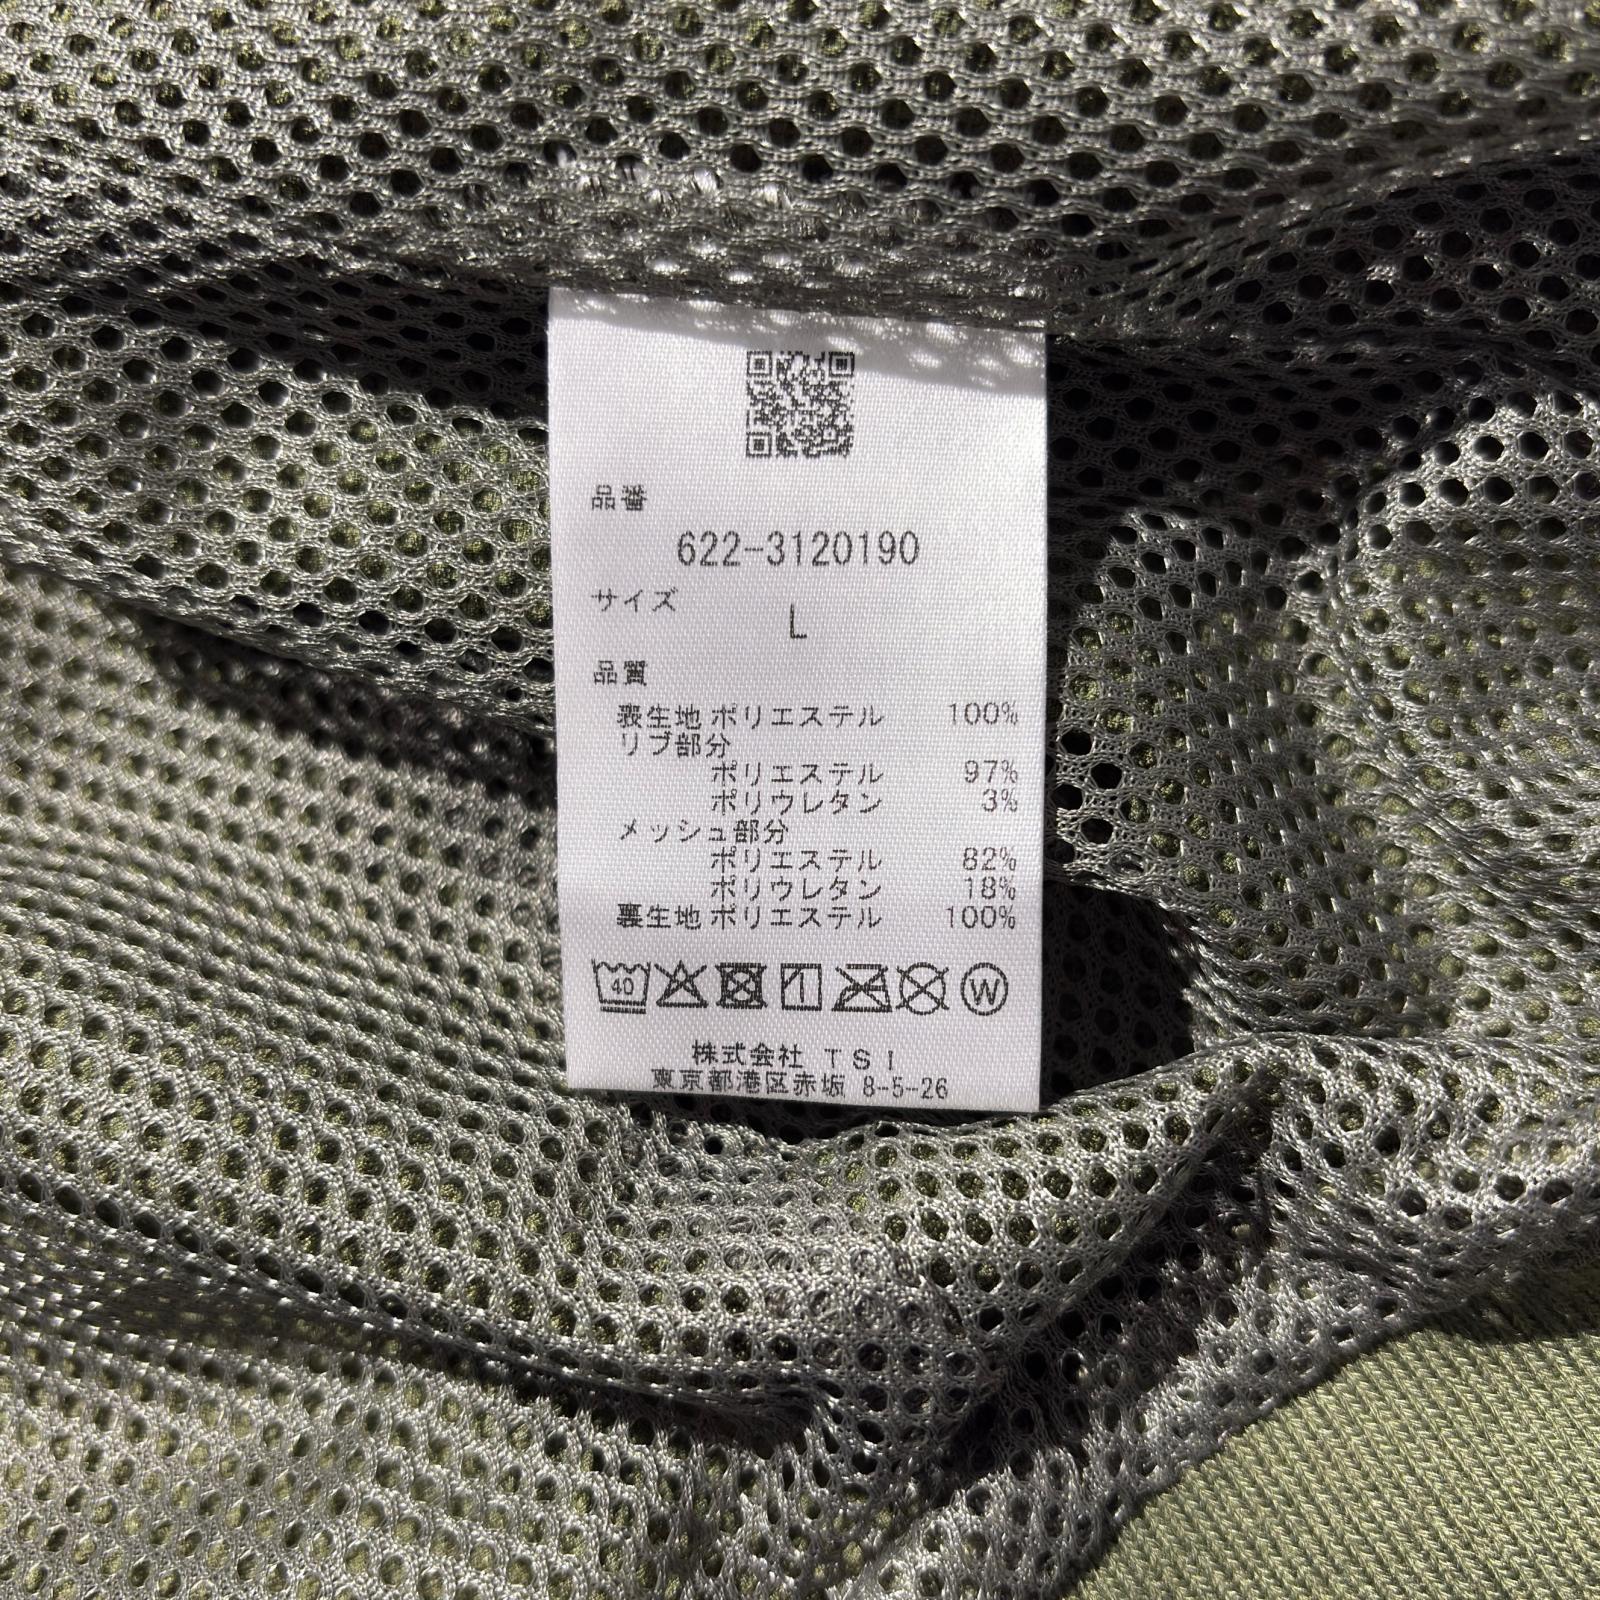 品番
622-3120190
サイズ
L
品質
表生地 ポリエステル 100%
リブ部分
ポリエステル 97%
ポリウレタン 3%
メッシュ部分
ポリエステル 82%
ポリウレタン 18%
裏生地 ポリエステル 100%
40 W
株式会社 TSI
東京都港区赤坂 8-5-26